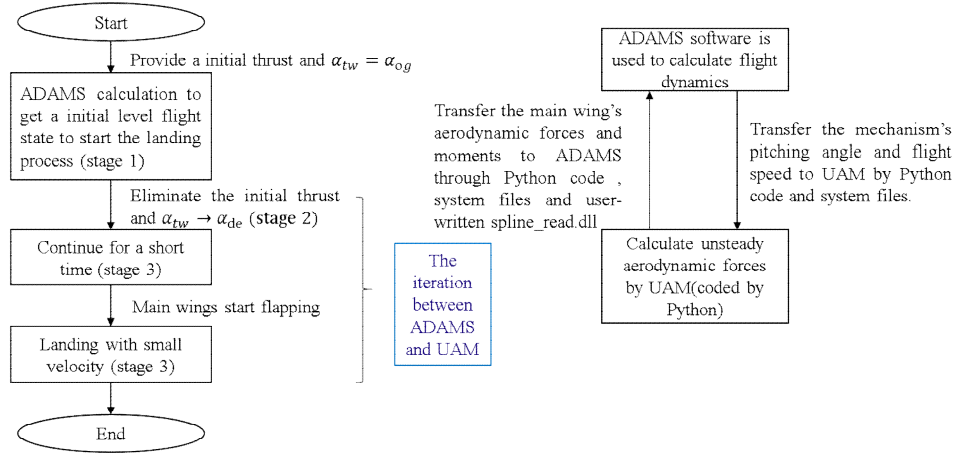 Start
Provide a initial thrust and α_tw = α_og
ADAMS calculation to
get a initial level flight
state to start the landing
process (stage 1)
Eliminate the initial thrust
and α_tw → α_de (stage 2)
Continue for a short
time (stage 3)
Main wings start flapping
Landing with small
velocity (stage 3)
End
The
iteration
between
ADAMS
and UAM
ADAMS software is
used to calculate flight
dynamics
Transfer the main wing's
aerodynamic forces and
moments to ADAMS
through Python code ,
system files and user-
written spline_read.dll
Transfer the mechanism's
pitching angle and flight
speed to UAM by Python
code and system files.
Calculate unsteady
aerodynamic forces
by UAM(coded by
Python)